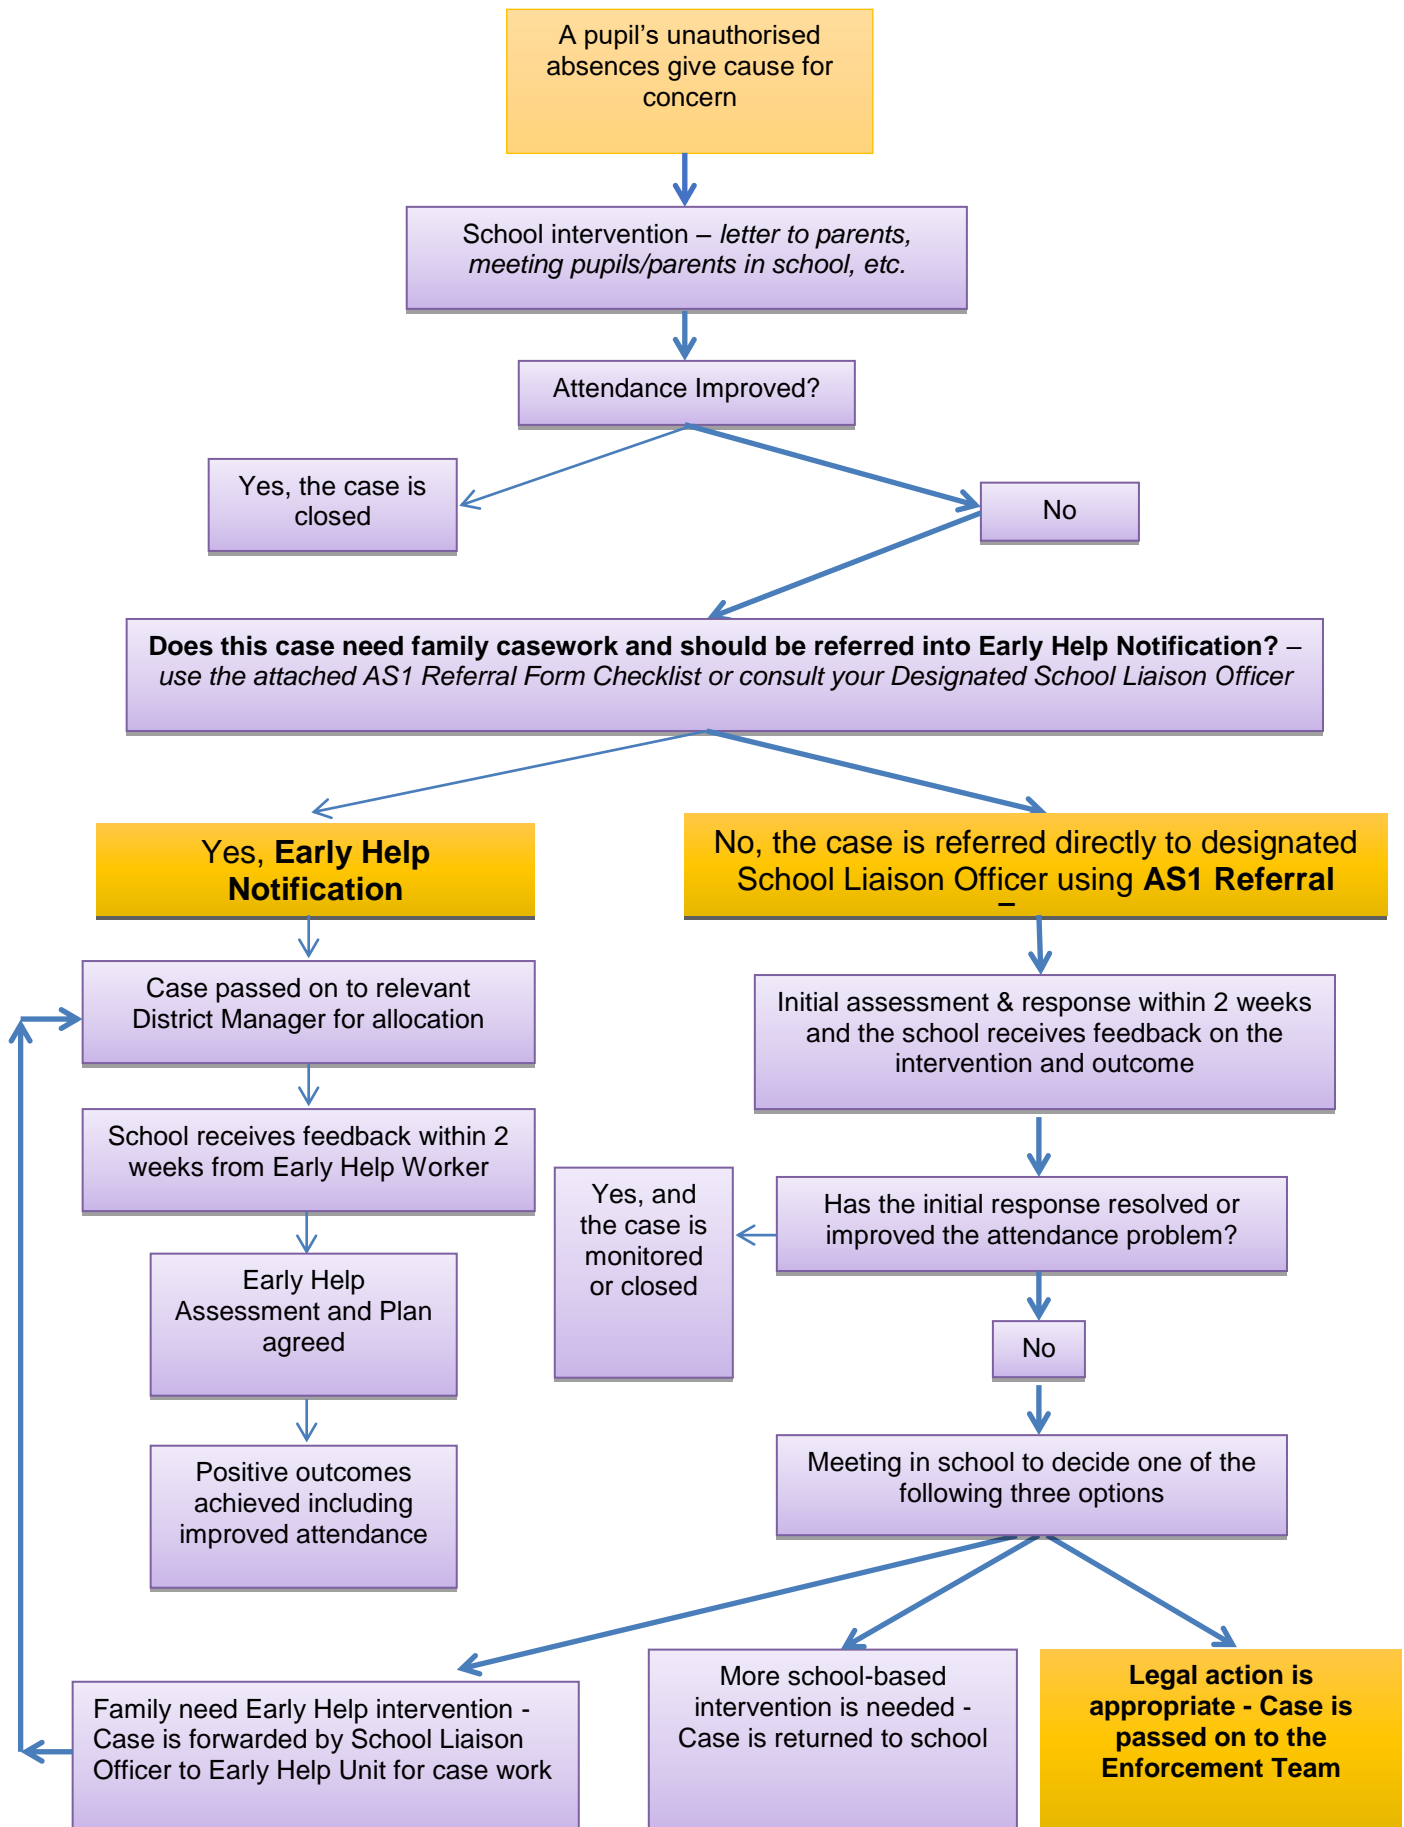 A pupil’s unauthorised
absences give cause for
concern
School intervention – letter to parents,
meeting pupils/parents in school, etc.
Attendance Improved?
Yes, the case is
closed
No
Does this case need family casework and should be referred into Early Help Notification? –
use the attached AS1 Referral Form Checklist or consult your Designated School Liaison Officer
Yes, Early Help
Notification
No, the case is referred directly to designated
School Liaison Officer using AS1 Referral
Case passed on to relevant
District Manager for allocation
Initial assessment & response within 2 weeks
and the school receives feedback on the
intervention and outcome
School receives feedback within 2
weeks from Early Help Worker
Yes, and
the case is
monitored
or closed
Has the initial response resolved or
improved the attendance problem?
Early Help
Assessment and Plan
agreed
No
Positive outcomes
achieved including
improved attendance
Meeting in school to decide one of the
following three options
Family need Early Help intervention -
Case is forwarded by School Liaison
Officer to Early Help Unit for case work
More school-based
intervention is needed -
Case is returned to school
Legal action is
appropriate - Case is
passed on to the
Enforcement Team